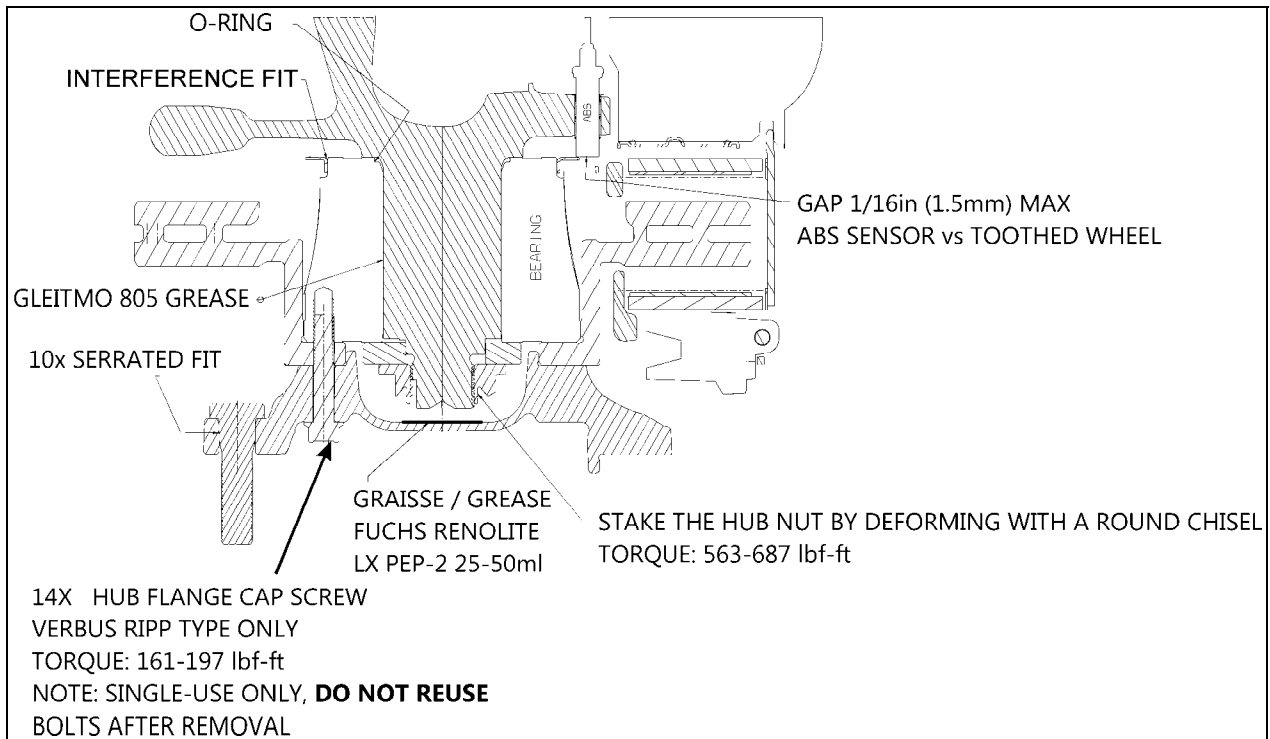 O-RING
INTERFERENCE FIT
ABS
GAP 1/16in (1.5mm) MAX
ABS SENSOR vs TOOTHED WHEEL
BEARING
GLEITMO 805 GREASE
10x SERRATED FIT
GRAISSE / GREASE
FUCHS RENOLITE
LX PEP-2 25-50ml
STAKE THE HUB NUT BY DEFORMING WITH A ROUND CHISEL
TORQUE: 563-687 lbf-ft
14X HUB FLANGE CAP SCREW
VERBUS RIPP TYPE ONLY
TORQUE: 161-197 lbf-ft
NOTE: SINGLE-USE ONLY, DO NOT REUSE
BOLTS AFTER REMOVAL